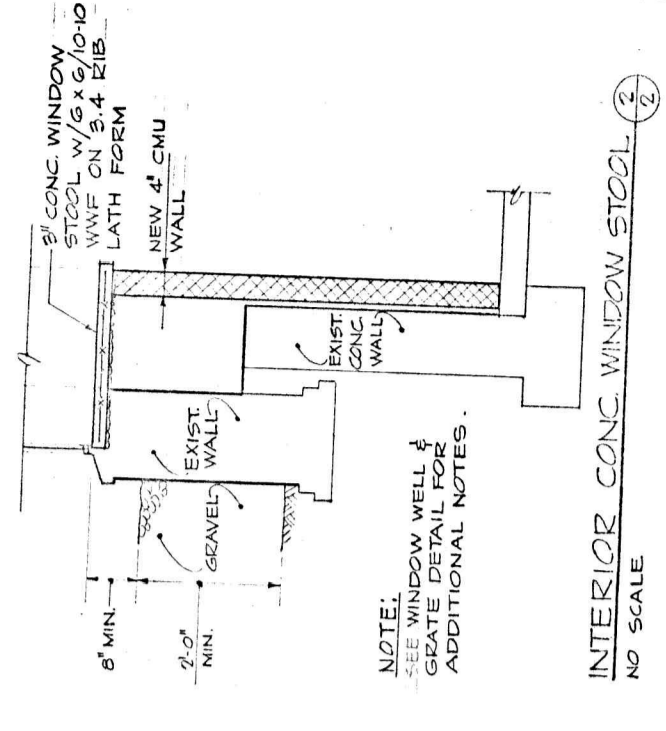 3" CONC. WINDOW
STOOL W/6 x 6/10-10
WWF ON 3.4 RIB
LATH FORM
NEW 4" CMU
WALL
EXIST.
CONC.
WALL
EXIST.
WALL
GRAVEL
8" MIN.
2'-0"
MIN.
NOTE:
SEE WINDOW WELL &
GRATE DETAIL FOR
ADDITIONAL NOTES.
INTERIOR CONC. WINDOW STOOL
2
2
NO SCALE